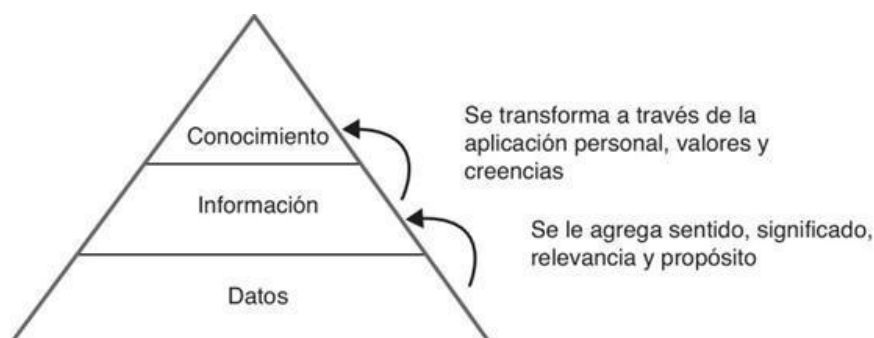 Conocimiento
Se transforma a través de la
aplicación personal, valores y
creencias
Información
Se le agrega sentido, significado,
relevancia y propósito
Datos